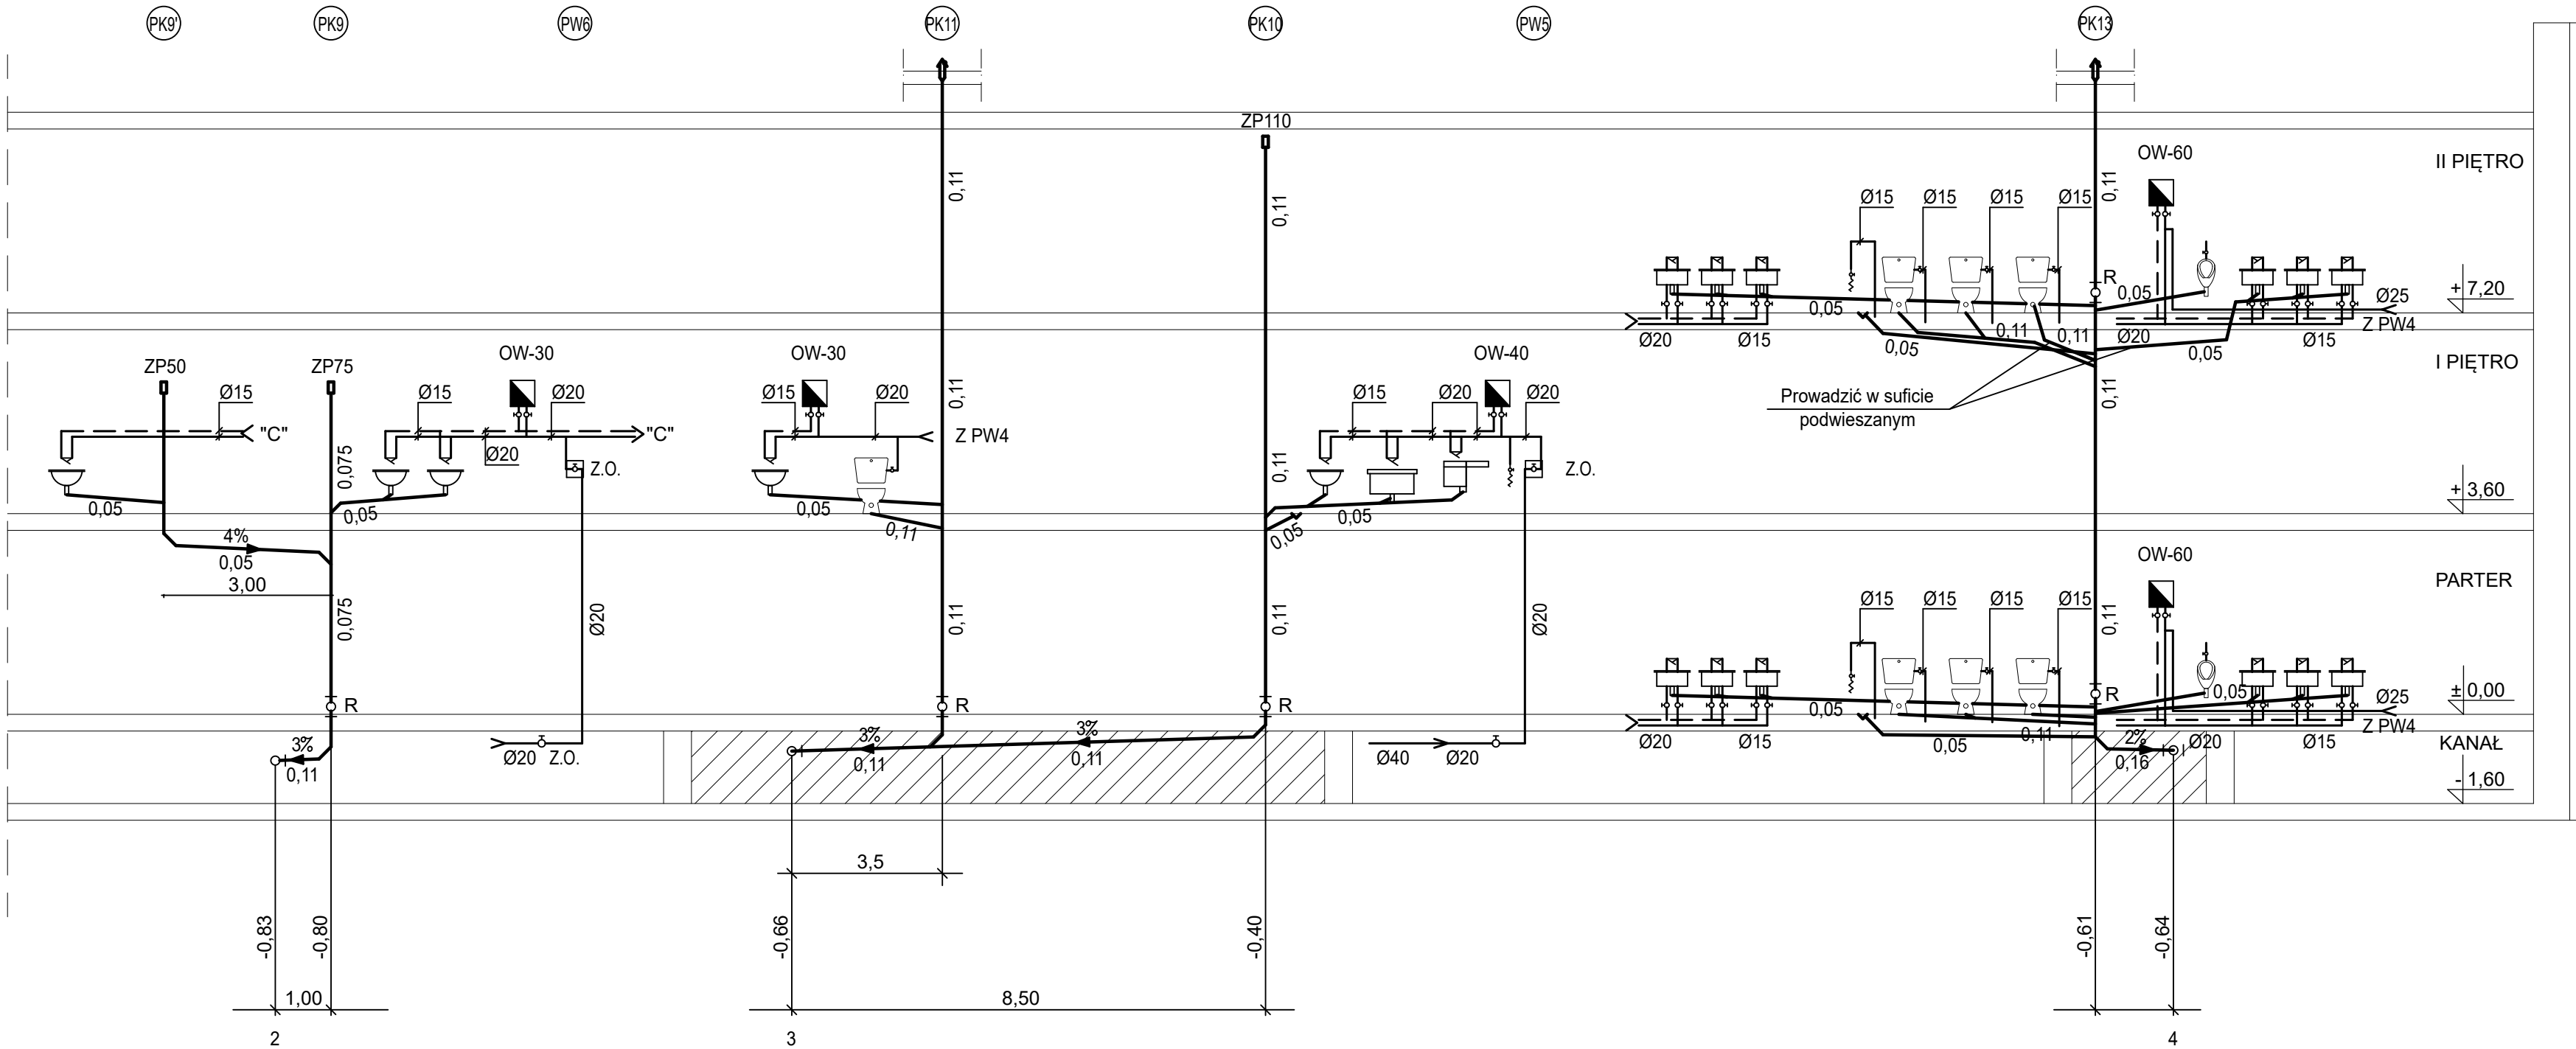 PK9' PK9 PW6 PK11 PK10 PW5 PK13
ZP110
OW-60
II PIĘTRO
0,11 0,11 0,11
Ø15 Ø15 Ø15 Ø15
R
0,05
+ 7,20
0,05
Ø25
Z PW4
Ø20 Ø15
0,05
0,11 0,11
Ø20
0,05
Ø15
ZP50 ZP75 OW-30 OW-30 OW-40
I PIĘTRO
Ø15 Ø15 Ø20 Ø15 Ø20 0,11 Ø15 Ø20 Ø20 0,11
Prowadzić w suficie
podwieszanym
"C" "C" Z PW4
Ø20
Z.O.
0,075
0,11
Z.O.
+ 3,60
0,05 0,05 0,05 0,05
0,11
0,05
4%
0,05
3,00
OW-60
PARTER
0,075 Ø20 0,11 0,11 Ø20 0,11
Ø15 Ø15 Ø15 Ø15
R R R R
0,05
± 0,00
0,05
Ø25
Z PW4
Ø20 Ø15
0,05
0,11
Ø20
Ø15
3% 3% 3% 2%
KANAŁ
0,11
Ø20 Z.O.
0,11 0,11
Ø40 Ø20
0,16
- 1,60
3,5
-0,83 -0,80 -0,66 -0,40 -0,61 -0,64
1,00 8,50
2 3 4